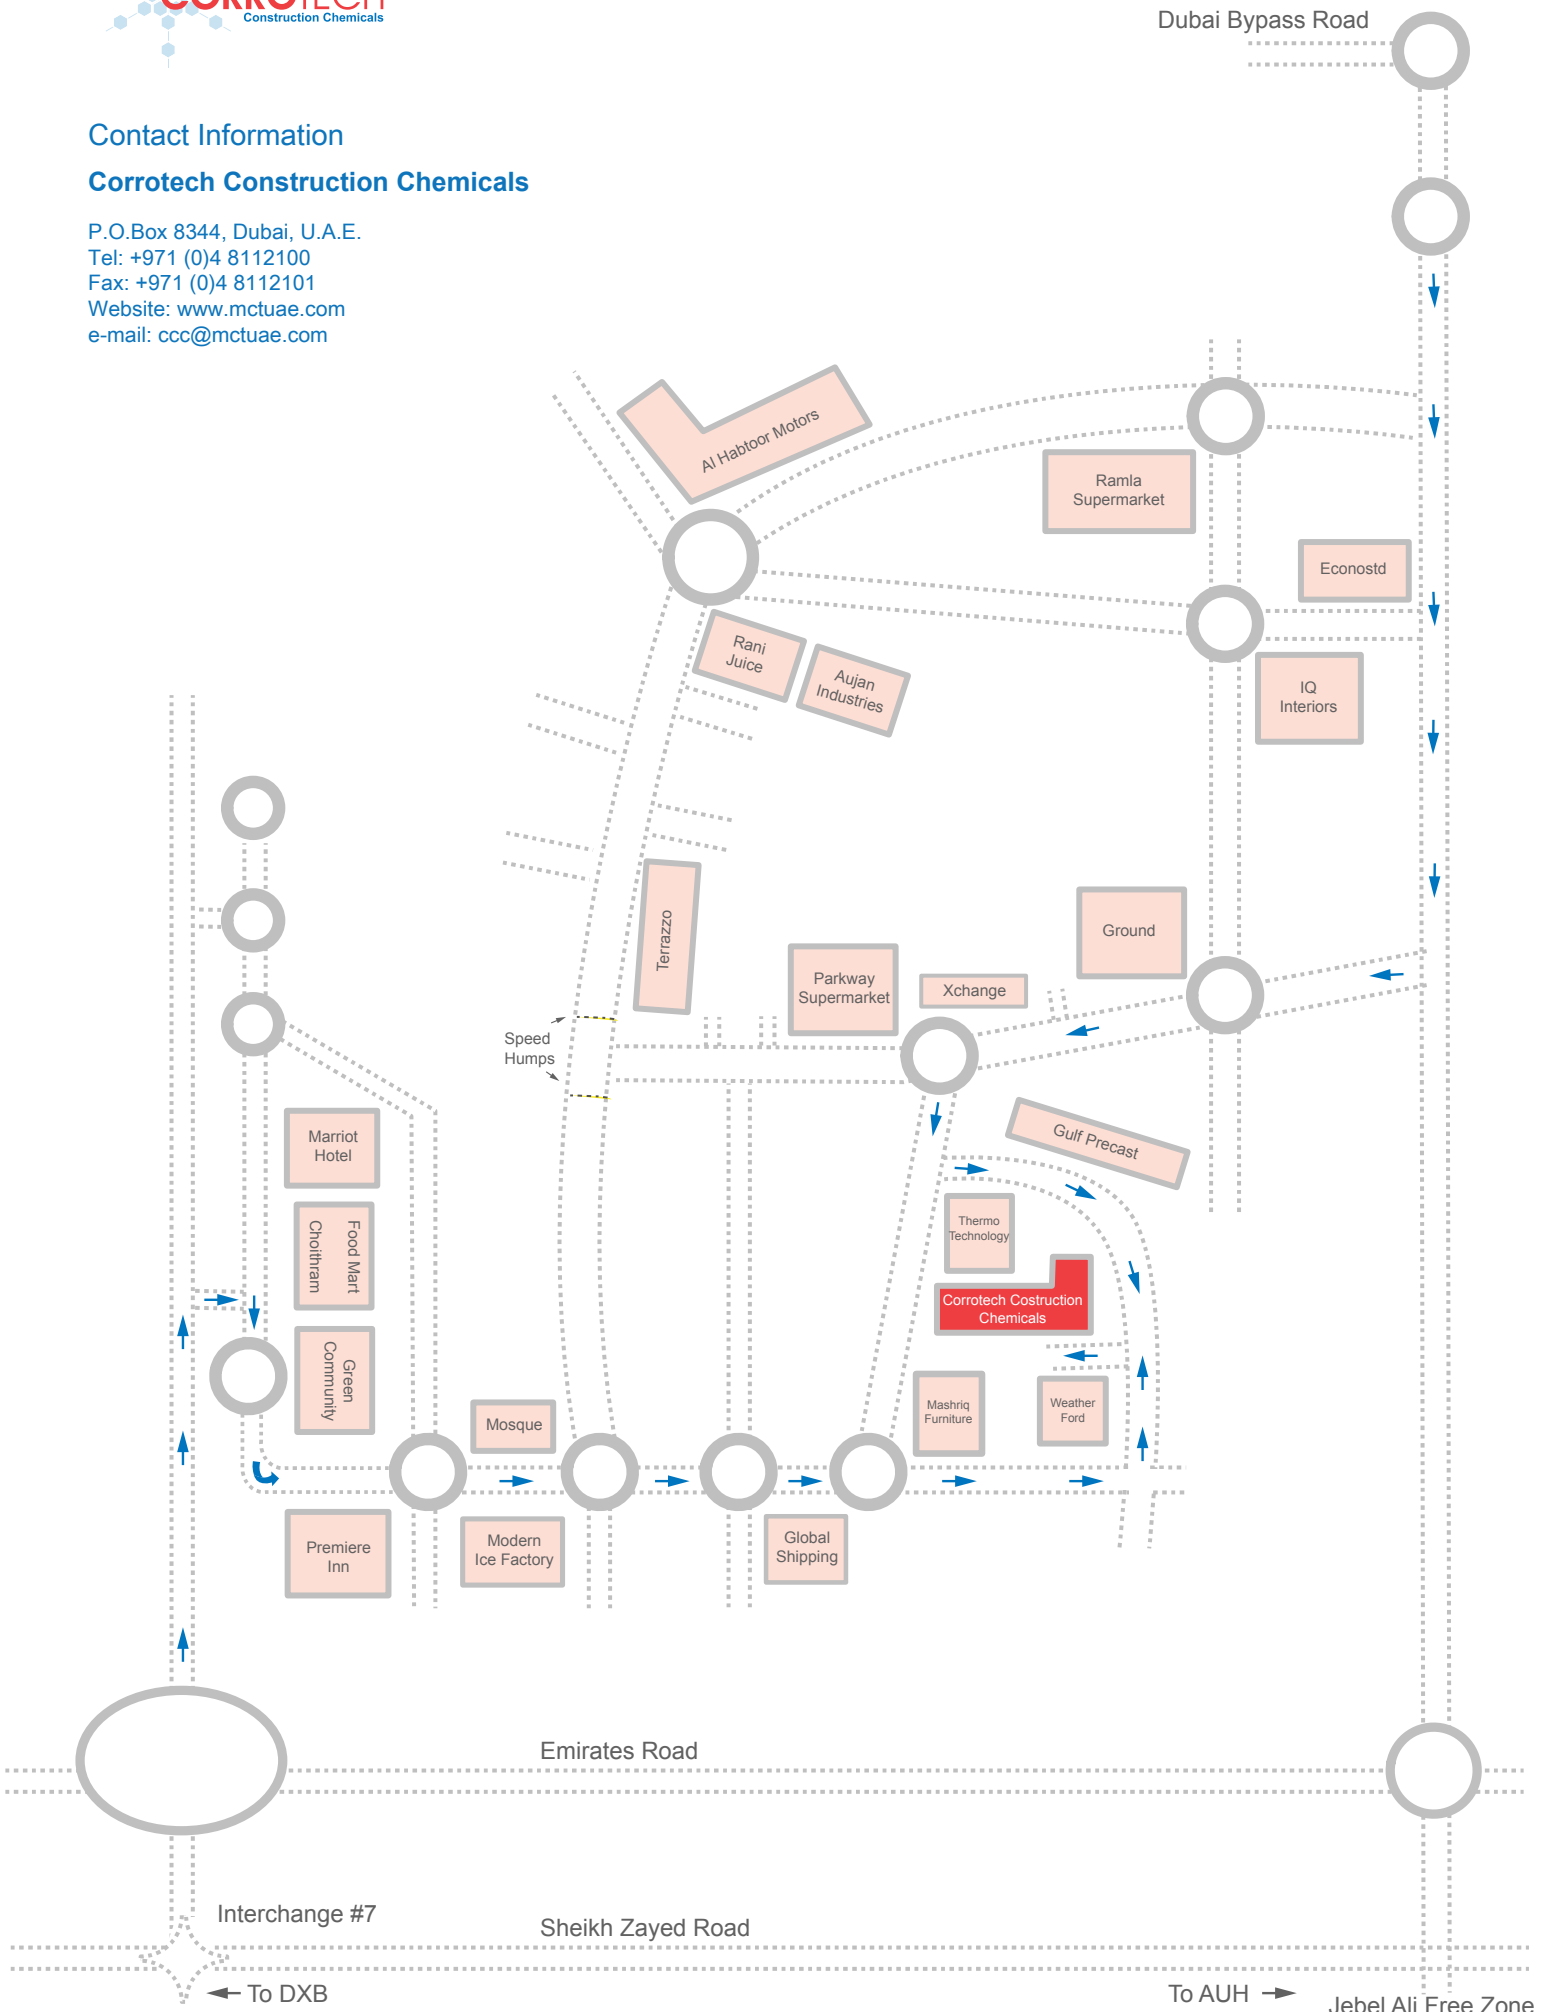 CORROTECH
Construction Chemicals
Dubai Bypass Road
Contact Information
Corrotech Construction Chemicals
P.O.Box 8344, Dubai, U.A.E.
Tel: +971 (0)4 8112100
Fax: +971 (0)4 8112101
Website: www.mctuae.com
e-mail: ccc@mctuae.com
Al Habtoor Motors
Ramla
Supermarket
Econostd
Rani
Juice
Aujan
Industries
IQ
Interiors
Terrazzo
Ground
Parkway
Supermarket
Xchange
Speed
Humps
Marriot
Hotel
Gulf Precast
Food Mart
Choithram
Thermo
Technology
Corrotech Costruction
Chemicals
Green
Community
Mosque
Mashriq
Furniture
Weather
Ford
Premiere
Inn
Modern
Ice Factory
Global
Shipping
Emirates Road
Interchange #7
Sheikh Zayed Road
To DXB
To AUH
Jebel Ali Free Zone